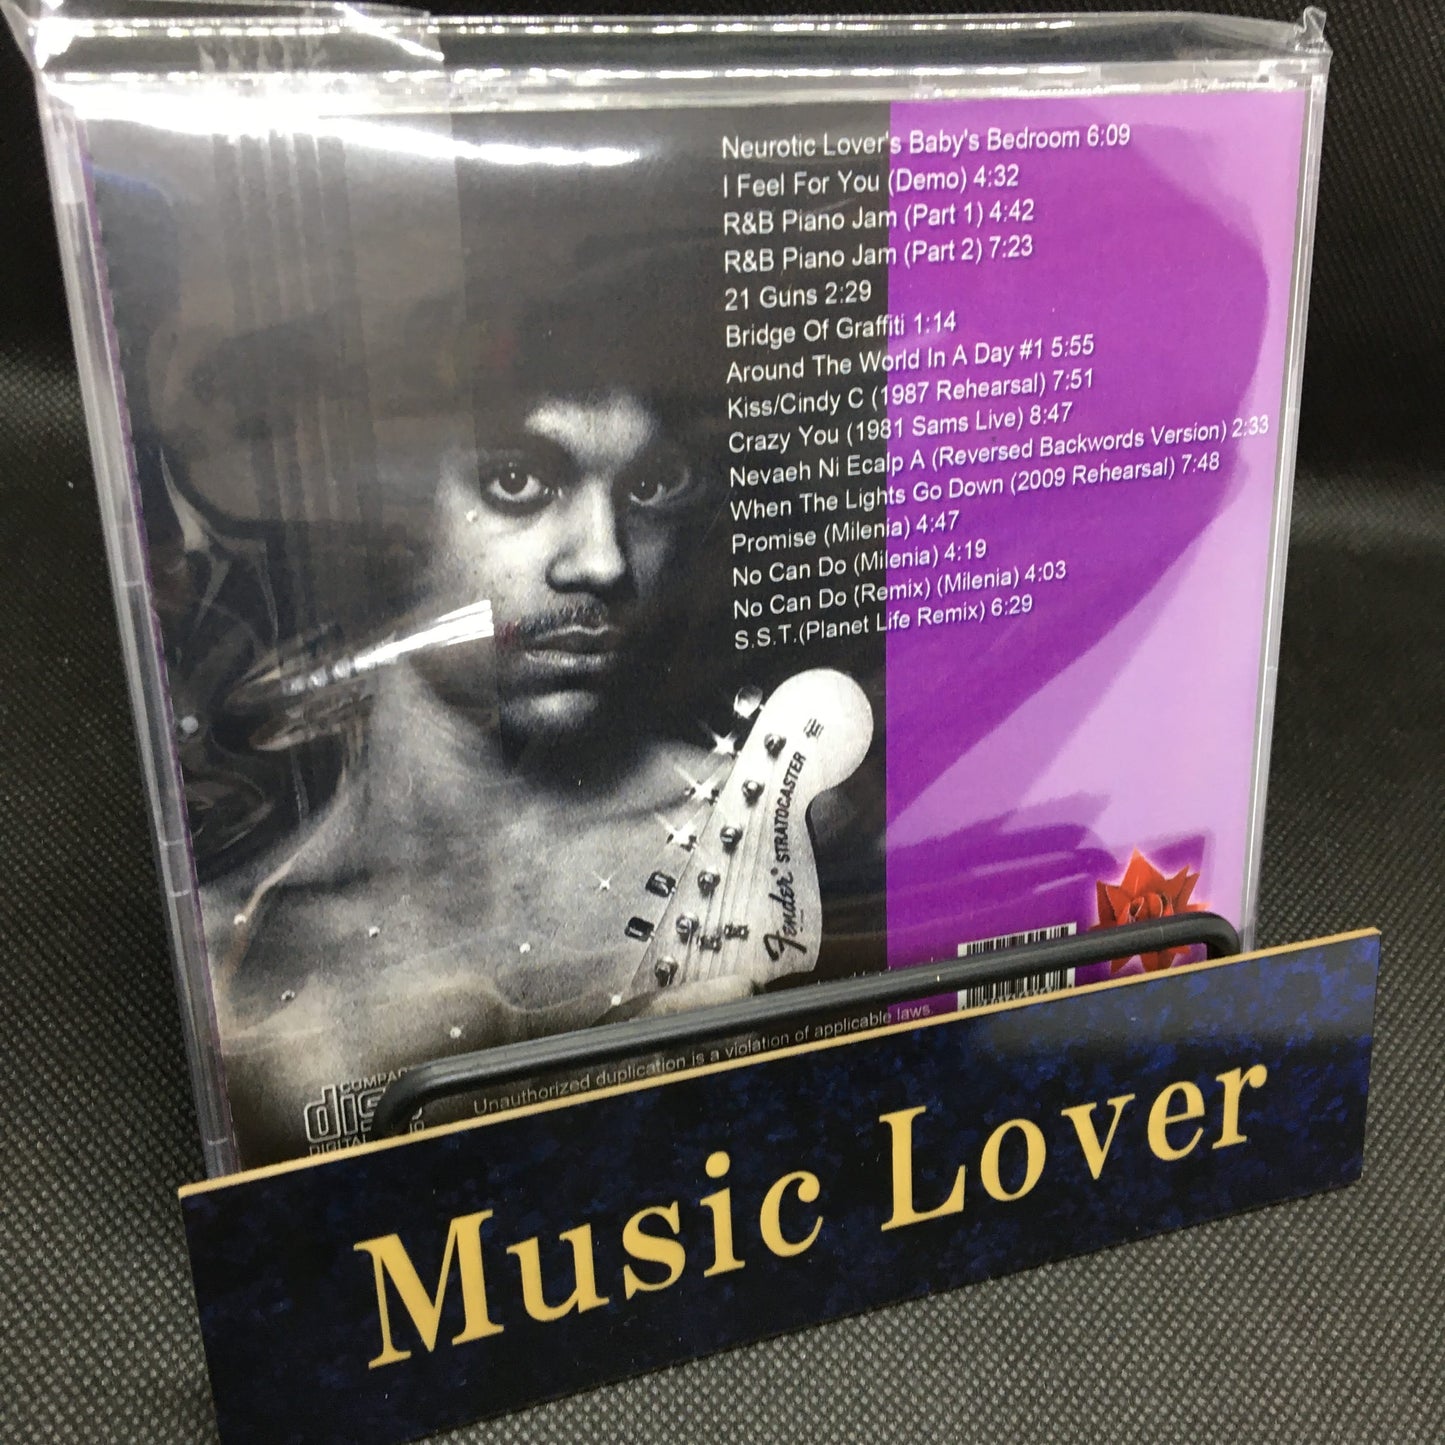 Neurotic Lover's Baby's Bedroom 6:09
I Feel For You (Demo) 4:32
R&B Piano Jam (Part 1) 4:42
R&B Piano Jam (Part 2) 7:23
21 Guns 2:29
Bridge Of Graffiti 1:14
Around The World In A Day #1 5:55
Kiss/Cindy C (1987 Rehearsal) 7:51
Crazy You (1981 Sams Live) 8:47
Nevaeh Ni Ecalp A (Reversed Backwords Version) 2:33
When The Lights Go Down (2009 Rehearsal) 7:48
Promise (Milenia) 4:47
No Can Do (Milenia) 4:19
No Can Do (Remix) (Milenia) 4:03
S.S.T.(Planet Life Remix) 6:29
Fender STRATOCASTER
Unauthorized duplication is a violation of applicable laws.
Music Lover